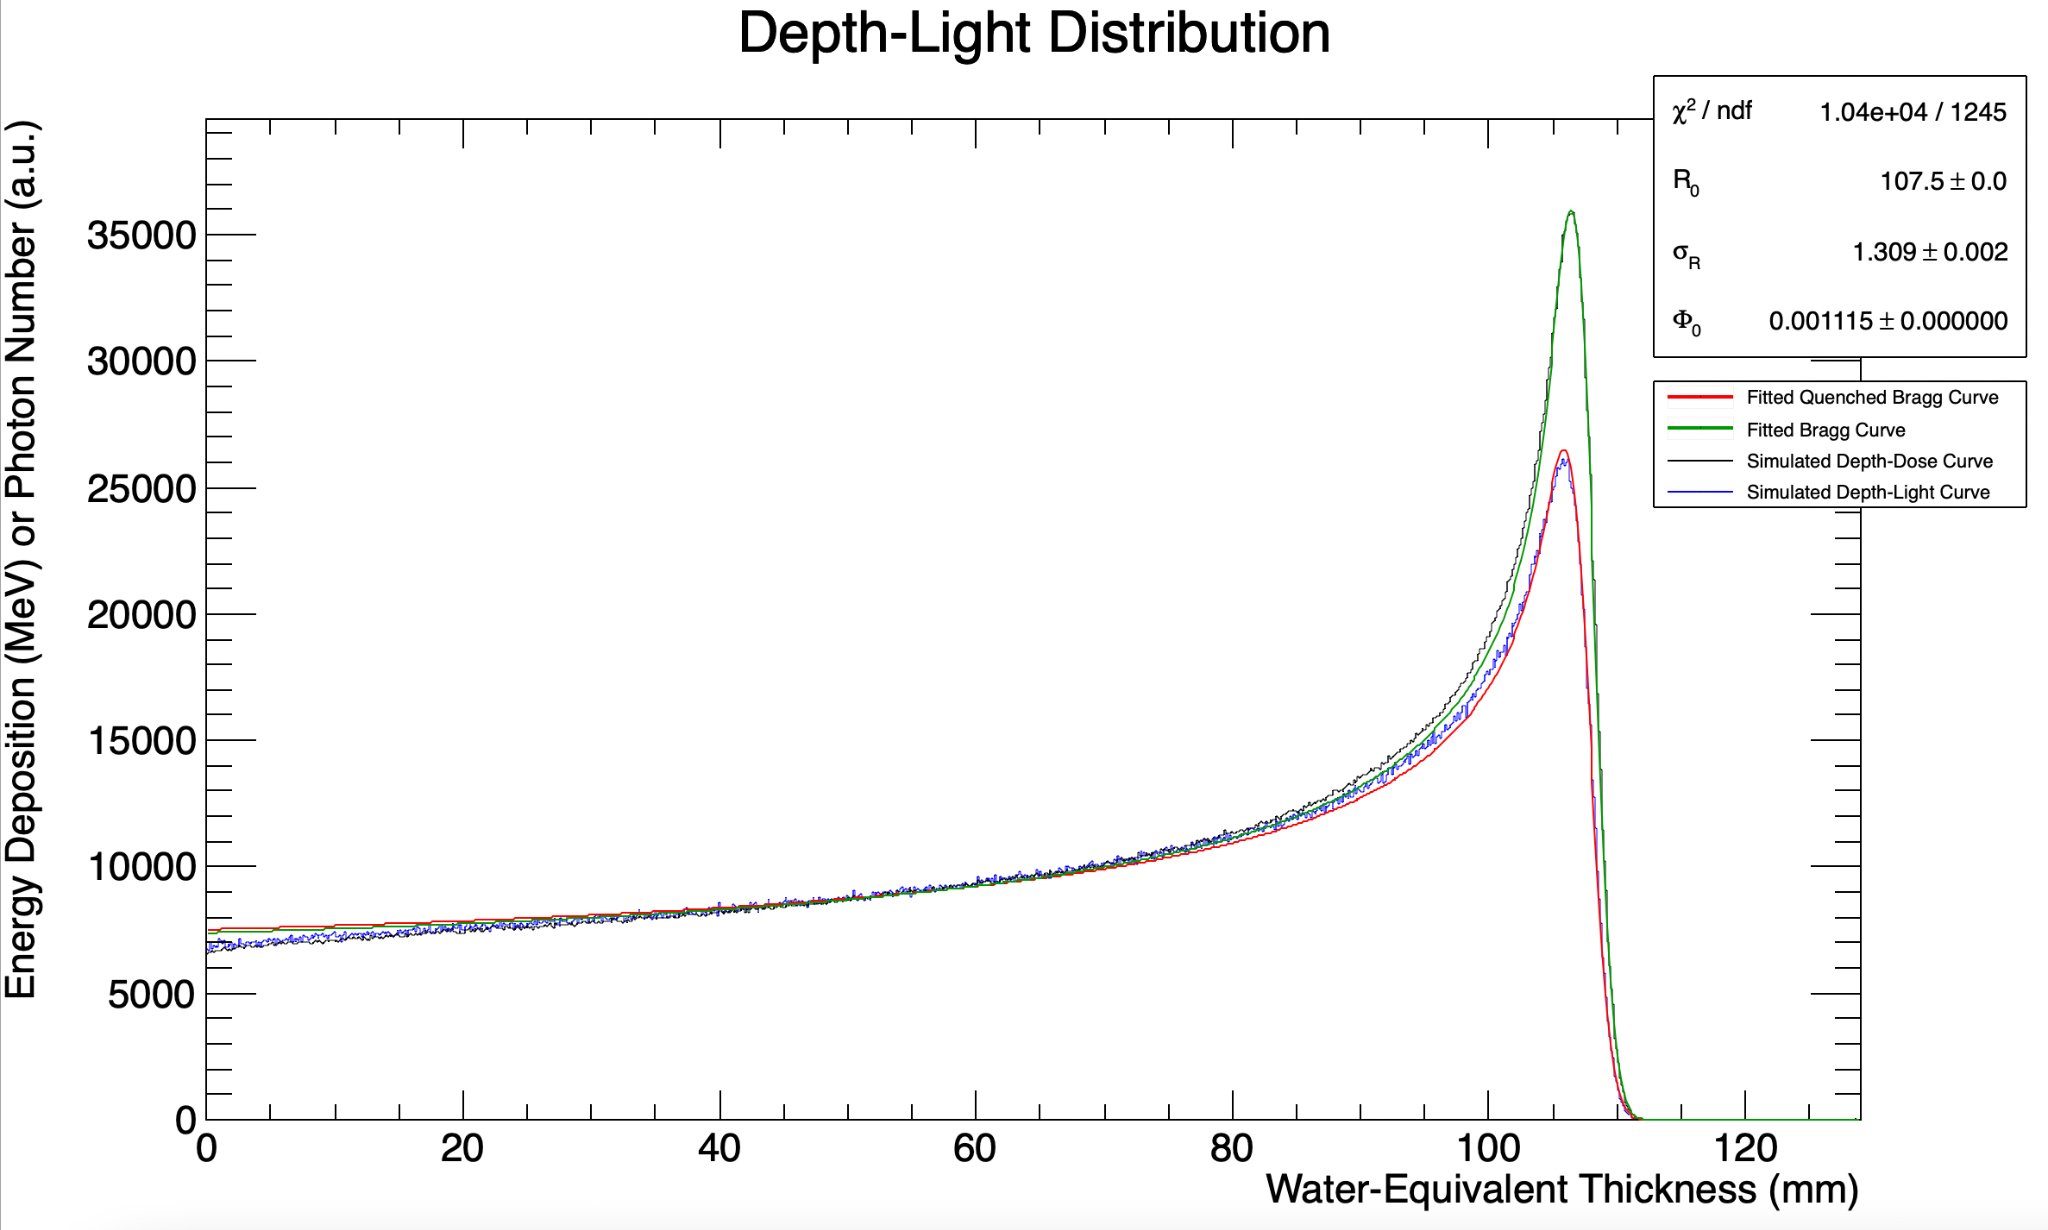 Depth-Light Distribution
Energy Deposition (MeV) or Photon Number (a.u.)
χ² / ndf 1.04e+04 / 1245
R₀ 107.5 ± 0.0
σR 1.309 ± 0.002
Φ₀ 0.001115 ± 0.000000
Fitted Quenched Bragg Curve
Fitted Bragg Curve
Simulated Depth-Dose Curve
Simulated Depth-Light Curve
35000
30000
25000
20000
15000
10000
5000
0
0 20 40 60 80 100 120
Water-Equivalent Thickness (mm)